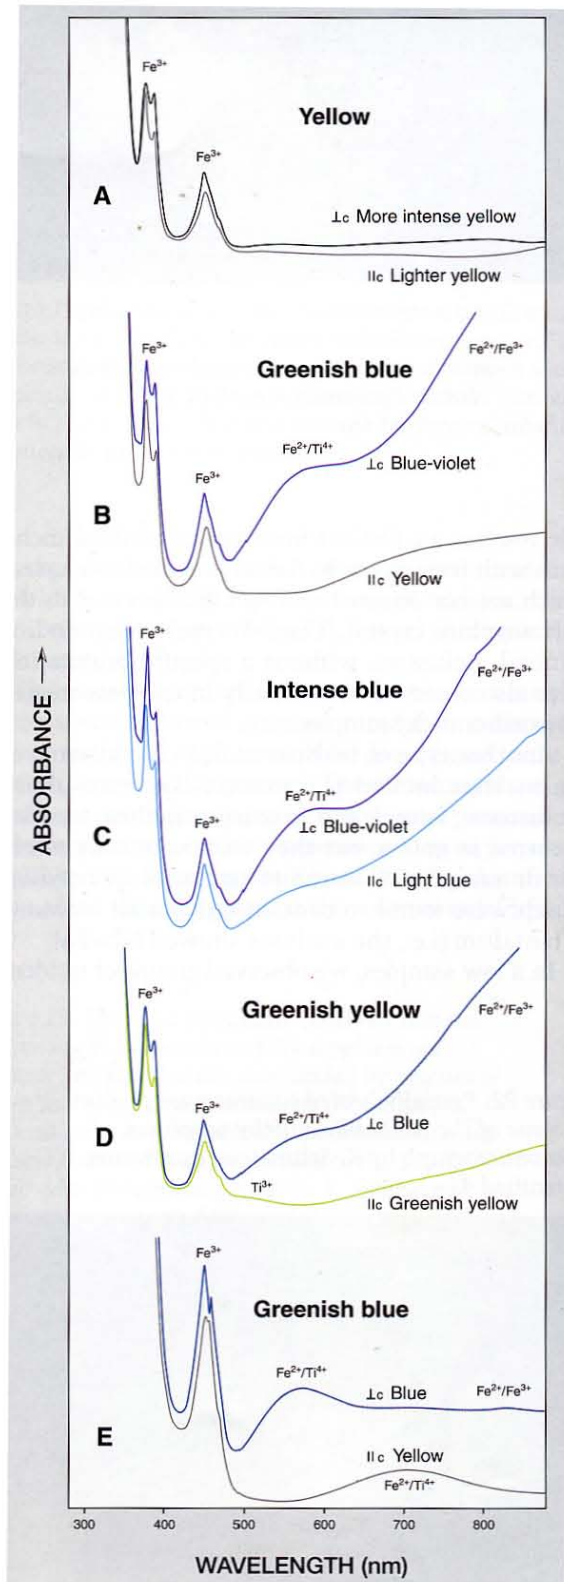 ABSORBANCE →
Fe³⁺
Yellow
Fe³⁺
A
⊥c More intense yellow
||c Lighter yellow
Fe³⁺
Fe²⁺/Fe³⁺
Greenish blue
Fe²⁺/Ti⁴⁺
⊥c Blue-violet
Fe³⁺
B
||c Yellow
Fe³⁺
Fe²⁺/Fe³⁺
Intense blue
Fe²⁺/Ti⁴⁺
⊥c Blue-violet
Fe³⁺
C
||c Light blue
Fe³⁺
Fe²⁺/Fe³⁺
Greenish yellow
Fe³⁺
Fe²⁺/Ti⁴⁺
⊥c Blue
D
Ti³⁺
||c Greenish yellow
Fe³⁺
Greenish blue
Fe²⁺/Ti⁴⁺
⊥c Blue
Fe²⁺/Fe³⁺
E
||c Yellow
Fe²⁺/Ti⁴⁺
300 400 500 600 700 800
WAVELENGTH (nm)